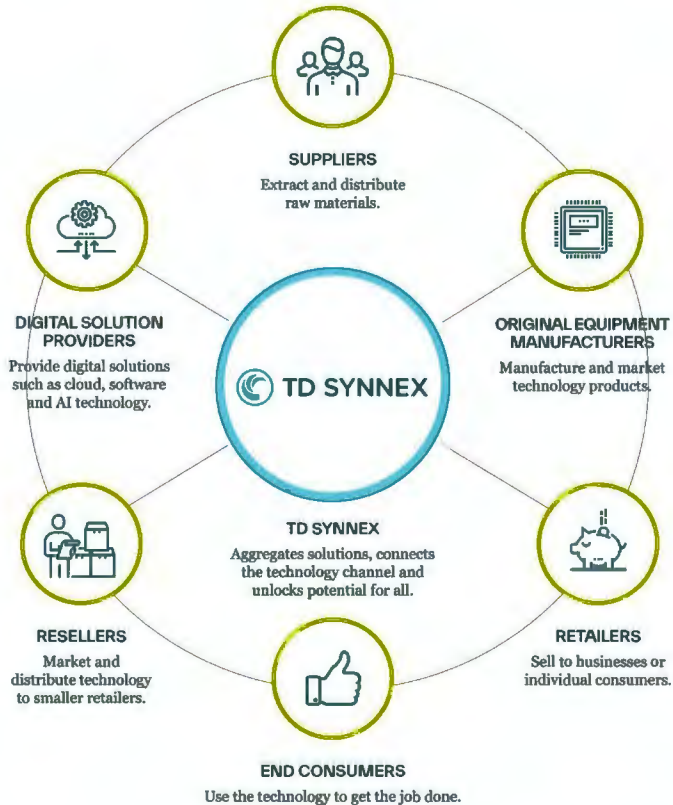 SUPPLIERS
Extract and distribute
raw materials.
DIGITAL SOLUTION
PROVIDERS
Provide digital solutions
such as cloud, software
and AI technology.
ORIGINAL EQUIPMENT
MANUFACTURERS
Manufacture and market
technology products.
TD SYNNEX
TD SYNNEX
Aggregates solutions, connects
the technology channel and
unlocks potential for all.
RESELLERS
Market and
distribute technology
to smaller retailers.
RETAILERS
Sell to businesses or
individual consumers.
END CONSUMERS
Use the technology to get the job done.